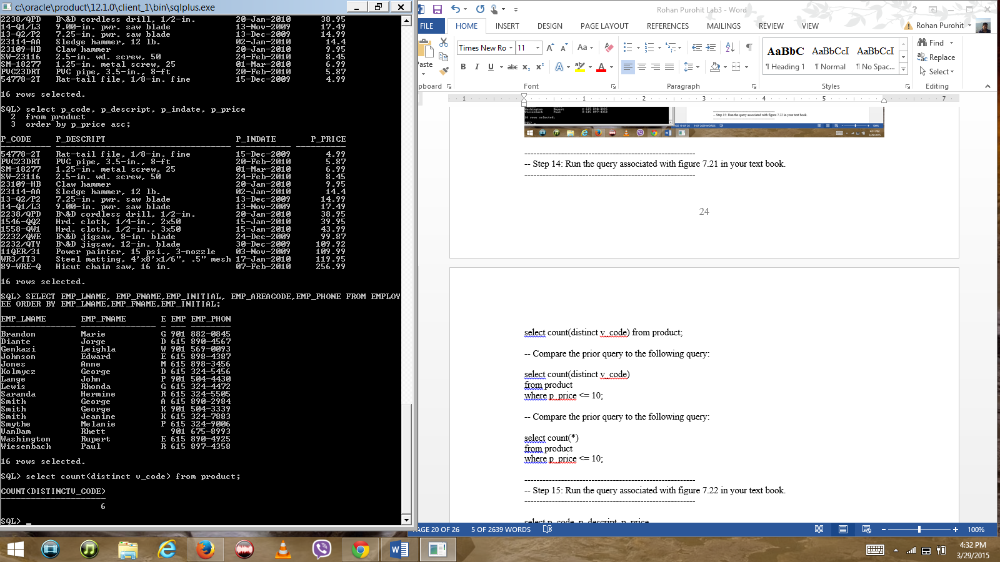 c:\oracle\product\12.1.0\client_1\bin\sqlplus.exe
2238/QPD B\&D cordless drill, 1/2-in. 20-Jan-2010 38.95
14-Q1/L3 9.00-in. pwr. saw blade 13-Nov-2009 17.49
13-Q2/P2 7.25-in. pwr. saw blade 13-Dec-2009 14.99
23114-AA Sledge hammer, 12 lb. 02-Jan-2010 14.4
23109-HB Claw hammer 20-Jan-2010 9.95
SW-23116 2.5-in. wd. screw, 50 24-Feb-2010 8.45
SM-18277 1.25-in. metal screw, 25 01-Mar-2010 6.99
PVC23DRT PVC pipe, 3.5-in., 8-ft 20-Feb-2010 5.87
54778-2T Rat-tail file, 1/8-in. fine 15-Dec-2009 4.99
16 rows selected.
SQL> select p_code, p_descript, p_indate, p_price
2 from product
3 order by p_price asc;
P_CODE P_DESCRIPT P_INDATE P_PRICE
---------- ----------------------------------- ----------- ----------
54778-2T Rat-tail file, 1/8-in. fine 15-Dec-2009 4.99
PVC23DRT PVC pipe, 3.5-in., 8-ft 20-Feb-2010 5.87
SM-18277 1.25-in. metal screw, 25 01-Mar-2010 6.99
SW-23116 2.5-in. wd. screw, 50 24-Feb-2010 8.45
23109-HB Claw hammer 20-Jan-2010 9.95
23114-AA Sledge hammer, 12 lb. 02-Jan-2010 14.4
13-Q2/P2 7.25-in. pwr. saw blade 13-Dec-2009 14.99
14-Q1/L3 9.00-in. pwr. saw blade 13-Nov-2009 17.49
2238/QPD B\&D cordless drill, 1/2-in. 20-Jan-2010 38.95
1546-QQ2 Hrd. cloth, 1/4-in., 2x50 15-Jan-2010 39.95
1558-QW1 Hrd. cloth, 1/2-in., 3x50 15-Jan-2010 43.99
2232/QWE B\&D jigsaw, 8-in. blade 24-Dec-2009 99.87
2232/QTY B\&D jigsaw, 12-in. blade 30-Dec-2009 109.92
11QER/31 Power painter, 15 psi., 3-nozzle 03-Nov-2009 109.99
WR3/TT3 Steel matting, 4'x8'x1/6", .5" mesh 17-Jan-2010 119.95
89-WRE-Q Hicut chain saw, 16 in. 07-Feb-2010 256.99
16 rows selected.
SQL> SELECT EMP_LNAME, EMP_FNAME,EMP_INITIAL, EMP_AREACODE,EMP_PHONE FROM EMPLOY
EE ORDER BY EMP_LNAME,EMP_FNAME,EMP_INITIAL;
EMP_LNAME EMP_FNAME E EMP EMP_PHON
--------------- --------------- - --- --------
Brandon Marie G 901 882-0845
Diante Jorge D 615 890-4567
Genkazi Leighla W 901 569-0093
Johnson Edward E 615 898-4387
Jones Anne M 615 898-3456
Kolmycz George D 615 324-5456
Lange John P 901 504-4430
Lewis Rhonda G 615 324-4472
Saranda Hermine R 615 324-5505
Smith George A 615 890-2984
Smith George K 901 504-3339
Smith Jeanine K 615 324-7883
Smythe Melanie P 615 324-9006
VanDam Rhett 901 675-8993
Washington Rupert E 615 890-4925
Wiesenbach Paul R 615 897-4358
16 rows selected.
SQL> select count(distinct v_code) from product;
COUNT(DISTINCTV_CODE)
---------------------
6
SQL> _
Rohan Purohit Lab3 - Word
FILE HOME INSERT DESIGN PAGE LAYOUT REFERENCES MAILINGS REVIEW VIEW Rohan Purohit
Times New Ro 11 Aa
B I U abc x₂ x²
AaBbC AaBbCcI AaBbCcI
¶ Heading 1 ¶ Normal ¶ No Spac...
Find
Replace
Select
aste
pboard Font Paragraph Styles Editing
1 1 2 3 4 5 7
Washington Rupert E 615 890-4925
Wiesenbach Paul R 615 897-4358
16 rows selected.
-- Step 15: Run the query associated with figure 7.22 in your text book.
--------------------------------------------------------
-- Step 14: Run the query associated with figure 7.21 in your text book.
--------------------------------------------------------
24
select count(distinct v_code) from product;
-- Compare the prior query to the following query:
select count(distinct v_code)
from product
where p_price <= 10;
-- Compare the prior query to the following query:
select count(*)
from product
where p_price <= 10;
--------------------------------------------------------
-- Step 15: Run the query associated with figure 7.22 in your text book.
--------------------------------------------------------
select p_code, p_descript, p_price
PAGE 20 OF 26 5 OF 2639 WORDS 100%
4:32 PM
3/29/2015